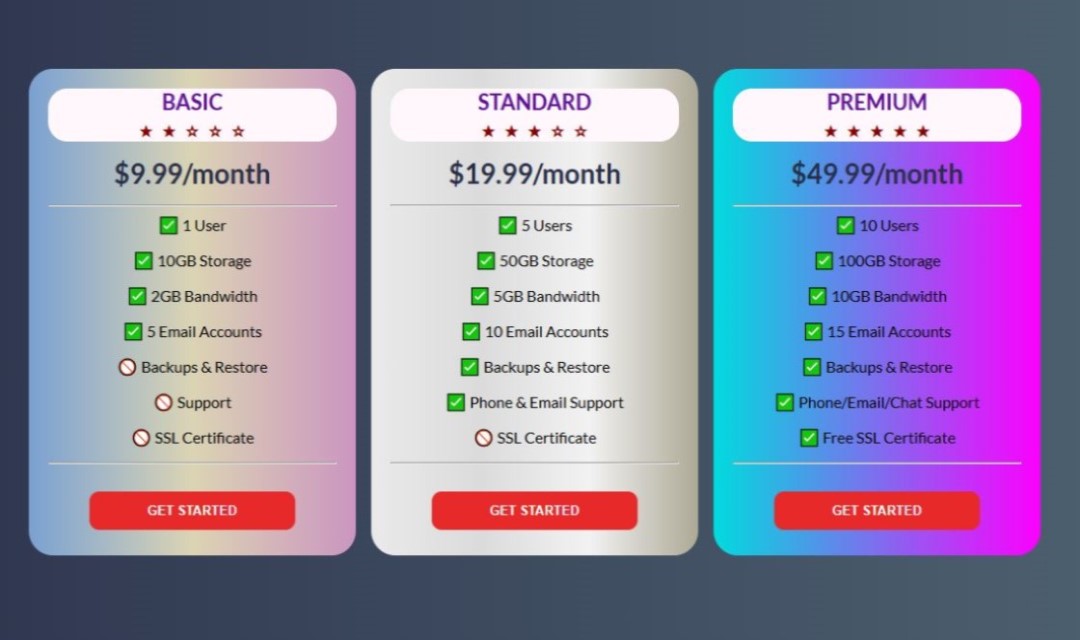 BASIC
★ ★ ☆ ☆ ☆
$9.99/month
✅ 1 User
✅ 10GB Storage
✅ 2GB Bandwidth
✅ 5 Email Accounts
🚫 Backups & Restore
🚫 Support
🚫 SSL Certificate
GET STARTED
STANDARD
★ ★ ★ ☆ ☆
$19.99/month
✅ 5 Users
✅ 50GB Storage
✅ 5GB Bandwidth
✅ 10 Email Accounts
✅ Backups & Restore
✅ Phone & Email Support
🚫 SSL Certificate
GET STARTED
PREMIUM
★ ★ ★ ★ ★
$49.99/month
✅ 10 Users
✅ 100GB Storage
✅ 10GB Bandwidth
✅ 15 Email Accounts
✅ Backups & Restore
✅ Phone/Email/Chat Support
✅ Free SSL Certificate
GET STARTED